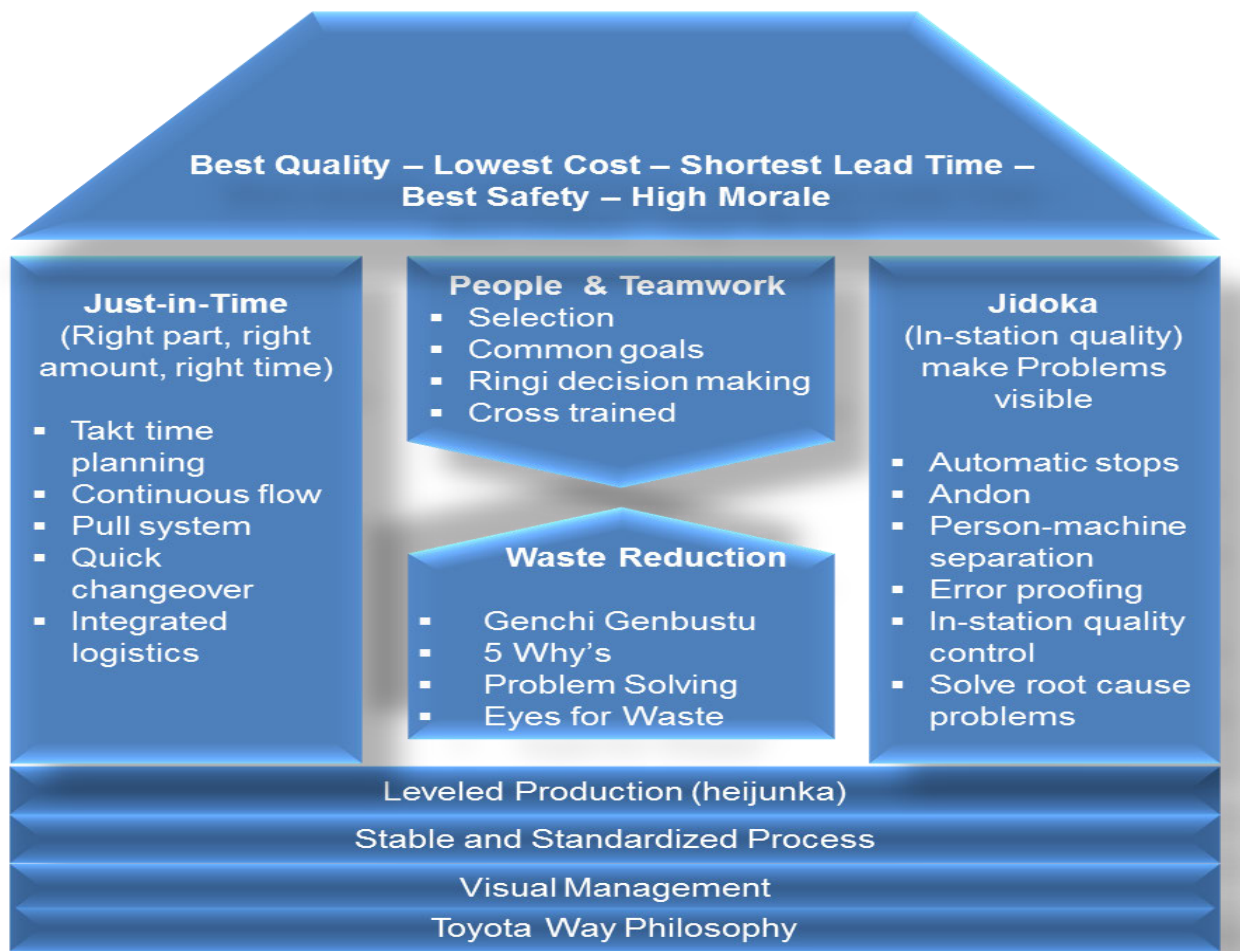 Best Quality – Lowest Cost – Shortest Lead Time –
Best Safety – High Morale
Just-in-Time
(Right part, right
amount, right time)
▪ Takt time
planning
▪ Continuous flow
▪ Pull system
▪ Quick
changeover
▪ Integrated
logistics
People & Teamwork
▪ Selection
▪ Common goals
▪ Ringi decision making
▪ Cross trained
Waste Reduction
▪ Genchi Genbustu
▪ 5 Why’s
▪ Problem Solving
▪ Eyes for Waste
Jidoka
(In-station quality)
make Problems
visible
▪ Automatic stops
▪ Andon
▪ Person-machine
separation
▪ Error proofing
▪ In-station quality
control
▪ Solve root cause
problems
Leveled Production (heijunka)
Stable and Standardized Process
Visual Management
Toyota Way Philosophy